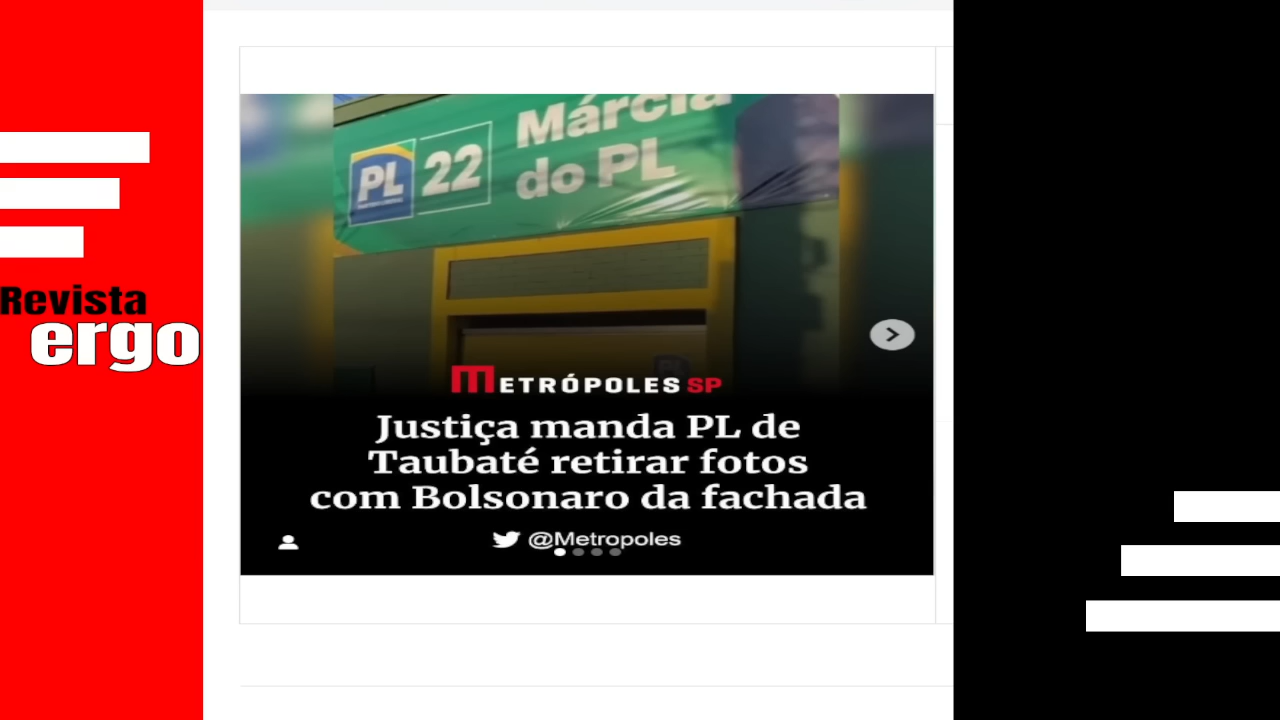 Revista
ergo
Márcia
do PL
PL 22
METRÓPOLES SP
Justiça manda PL de
Taubaté retirar fotos
com Bolsonaro da fachada
@Metropoles